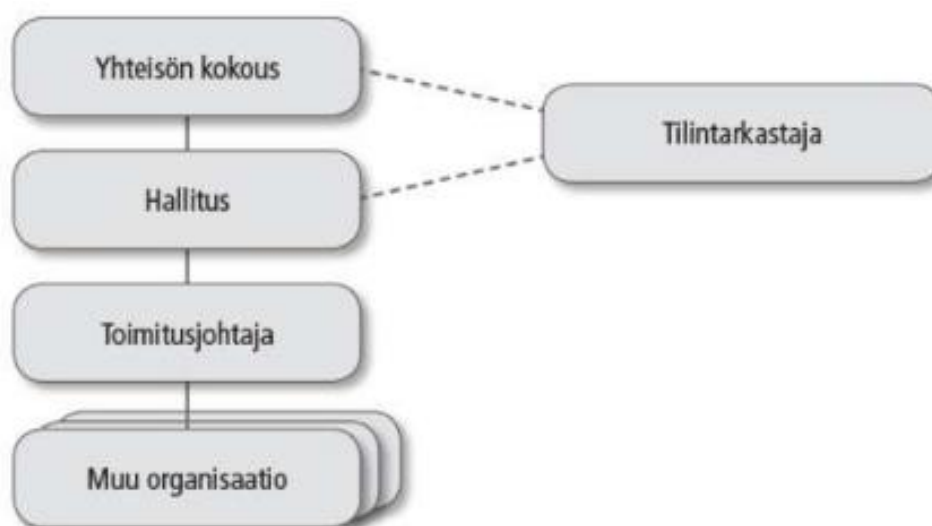 Yhteisön kokous
Tilintarkastaja
Hallitus
Toimitusjohtaja
Muu organisaatio